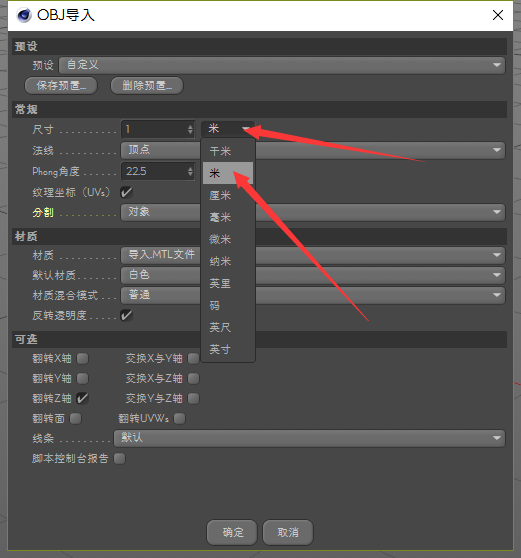 OBJ导入
预设
预设 自定义
保存预置... 删除预置...
常规
尺寸 1 米
法线 顶点
千米
Phong角度 22.5
米
纹理坐标（UVs）
厘米
分割 对象
毫米
微米
材质
材质 导入.MTL文件
纳米
默认材质 白色
英里
材质混合模式 普通
码
反转透明度
英尺
可选
英寸
翻转X轴 交换X与Y轴
翻转Y轴 交换X与Z轴
翻转Z轴 交换Y与Z轴
翻转面 翻转UVWs
线条 默认
脚本控制台报告
确定 取消